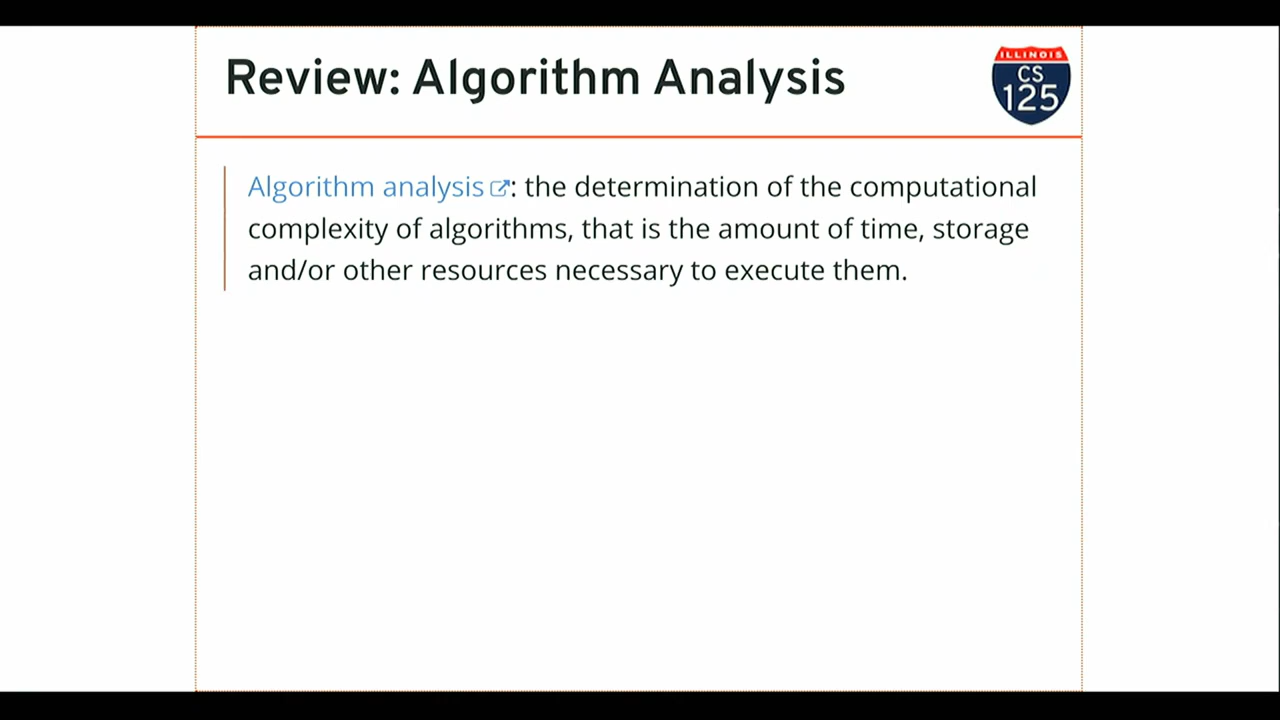 Review: Algorithm Analysis
ILLINOIS
CS
125
Algorithm analysis: the determination of the computational
complexity of algorithms, that is the amount of time, storage
and/or other resources necessary to execute them.